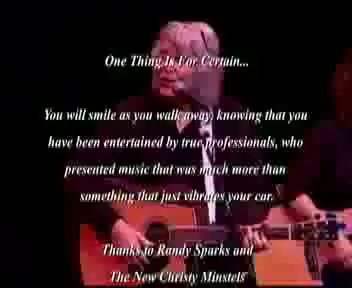 One Thing Is For Certain...
You will smile as you walk away, knowing that you
have been entertained by true professionals, who
presented music that was much more than
something that just vibrates your car.
Thanks to Randy Sparks and
The New Christy Minstels